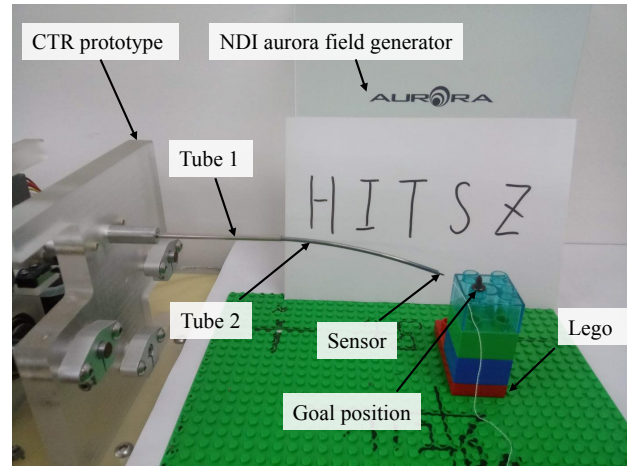 CTR prototype
NDI aurora field generator
AURORA
Tube 1
HITSZ
Tube 2
Sensor
Lego
Goal position